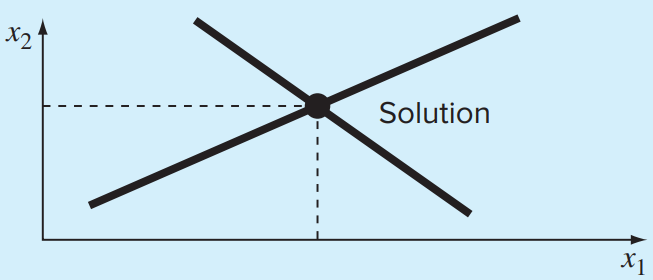 x₂
Solution
x₁